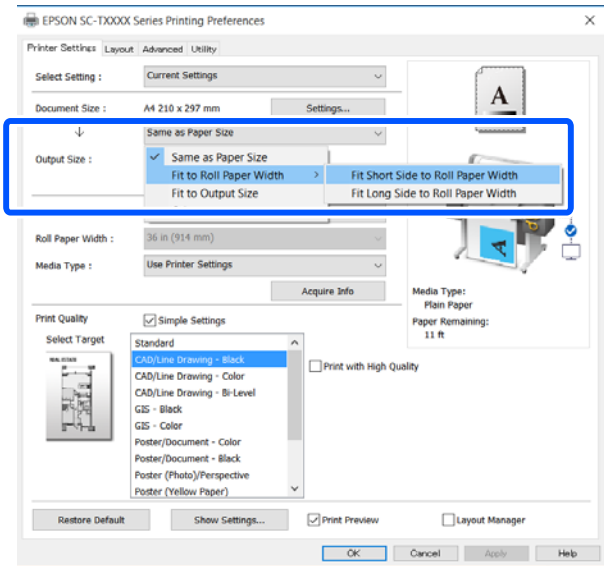 EPSON SC-TXXXX Series Printing Preferences
Printer Settings Layout Advanced Utility
Select Setting : Current Settings
Document Size : A4 210 x 297 mm Settings...
Same as Paper Size
Output Size : Same as Paper Size
Fit to Roll Paper Width Fit Short Side to Roll Paper Width
Fit to Output Size Fit Long Side to Roll Paper Width
Roll Paper Width : 36 in (914 mm)
Media Type : Use Printer Settings
Acquire Info
A
A
Media Type:
Plain Paper
Paper Remaining:
11 ft
Print Quality Simple Settings
Select Target
Standard
CAD/Line Drawing - Black
CAD/Line Drawing - Color
CAD/Line Drawing - Bi-Level
GIS - Black
GIS - Color
Poster/Document - Color
Poster/Document - Black
Poster (Photo)/Perspective
Poster (Yellow Paper)
Print with High Quality
Restore Default Show Settings... Print Preview Layout Manager
OK Cancel Apply Help